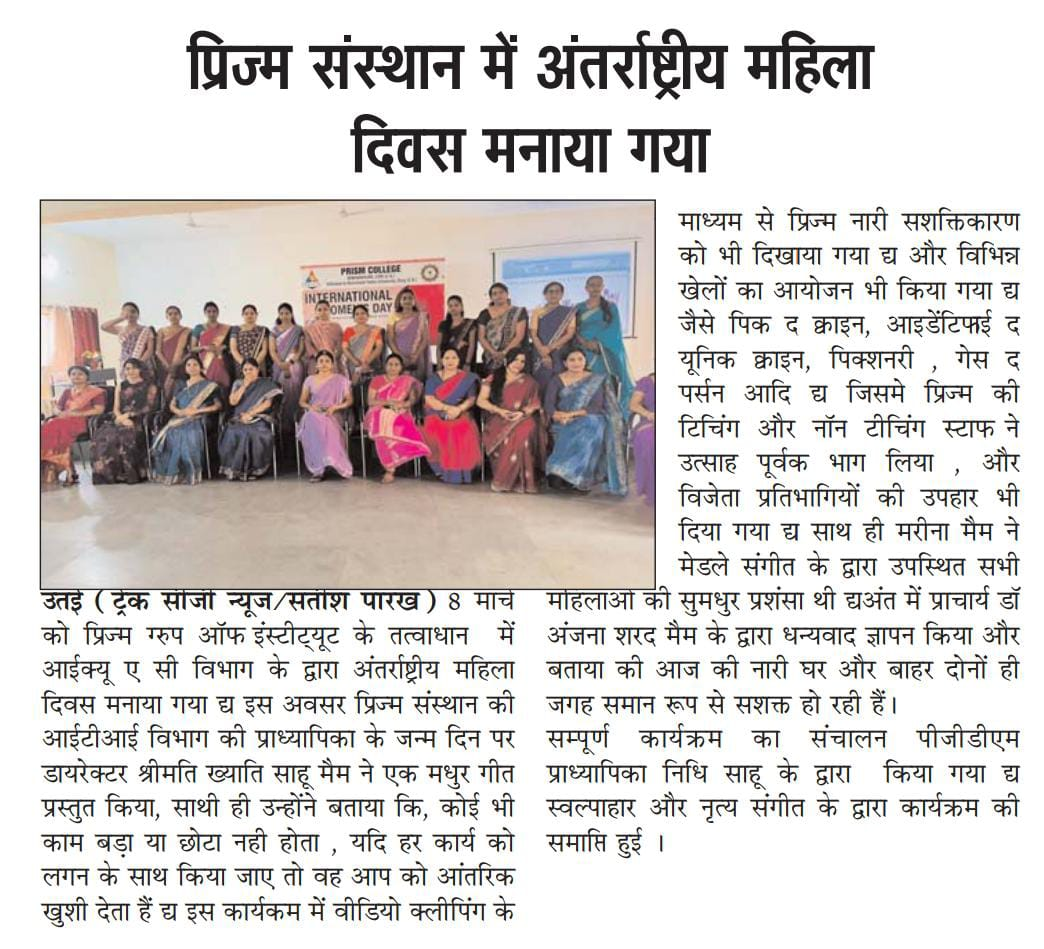 प्रिज्म संस्थान में अंतर्राष्ट्रीय महिला
दिवस मनाया गया
PRISM COLLEGE
INTERNATIONAL
WOMEN'S DAY
उतई ( ट्रेक सीजी न्यूज/सतीश पारख ) 8 मार्च
को प्रिज्म ग्रुप ऑफ इंस्टीट्यूट के तत्वाधान में
आईक्यू ए सी विभाग के द्वारा अंतर्राष्ट्रीय महिला
दिवस मनाया गया द्य इस अवसर प्रिज्म संस्थान की
आईटीआई विभाग की प्राध्यापिका के जन्म दिन पर
डायरेक्टर श्रीमति ख्याति साहू मैम ने एक मधुर गीत
प्रस्तुत किया, साथी ही उन्होंने बताया कि, कोई भी
काम बड़ा या छोटा नही होता , यदि हर कार्य को
लगन के साथ किया जाए तो वह आप को आंतरिक
खुशी देता हैं द्य इस कार्यकम में वीडियो क्लीपिंग के
माध्यम से प्रिज्म नारी सशक्तिकारण
को भी दिखाया गया द्य और विभिन्न
खेलों का आयोजन भी किया गया द्य
जैसे पिक द क्वाइन, आइडेंटिफाई द
यूनिक क्वाइन, पिक्शनरी , गेस द
पर्सन आदि द्य जिसमे प्रिज्म की
टिचिंग और नॉन टीचिंग स्टाफ ने
उत्साह पूर्वक भाग लिया , और
विजेता प्रतिभागियों की उपहार भी
दिया गया द्य साथ ही मरीना मैम ने
मेडले संगीत के द्वारा उपस्थित सभी
महिलाओं की सुमधुर प्रशंसा थी द्यअंत में प्राचार्य डॉ
अंजना शरद मैम के द्वारा धन्यवाद ज्ञापन किया और
बताया की आज की नारी घर और बाहर दोनों ही
जगह समान रूप से सशक्त हो रही हैं।
सम्पूर्ण कार्यक्रम का संचालन पीजीडीएम
प्राध्यापिका निधि साहू के द्वारा किया गया द्य
स्वल्पाहार और नृत्य संगीत के द्वारा कार्यक्रम की
समाप्ति हुई ।